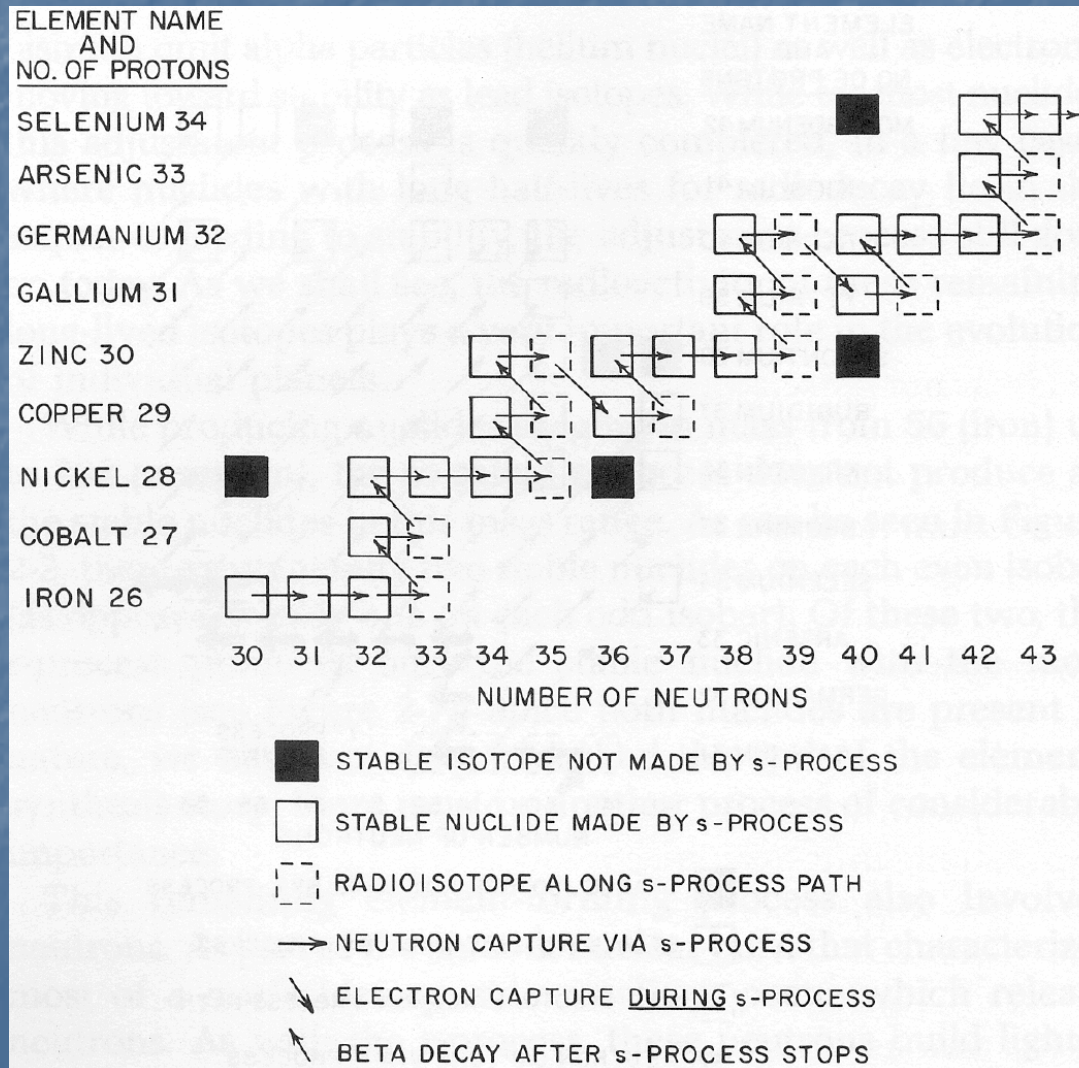 ELEMENT NAME
AND
NO. OF PROTONS
SELENIUM 34
ARSENIC 33
GERMANIUM 32
GALLIUM 31
ZINC 30
COPPER 29
NICKEL 28
COBALT 27
IRON 26
30 31 32 33 34 35 36 37 38 39 40 41 42 43
NUMBER OF NEUTRONS
STABLE ISOTOPE NOT MADE BY s-PROCESS
STABLE NUCLIDE MADE BY s-PROCESS
RADIOISOTOPE ALONG s-PROCESS PATH
NEUTRON CAPTURE VIA s-PROCESS
ELECTRON CAPTURE DURING s-PROCESS
BETA DECAY AFTER s-PROCESS STOPS